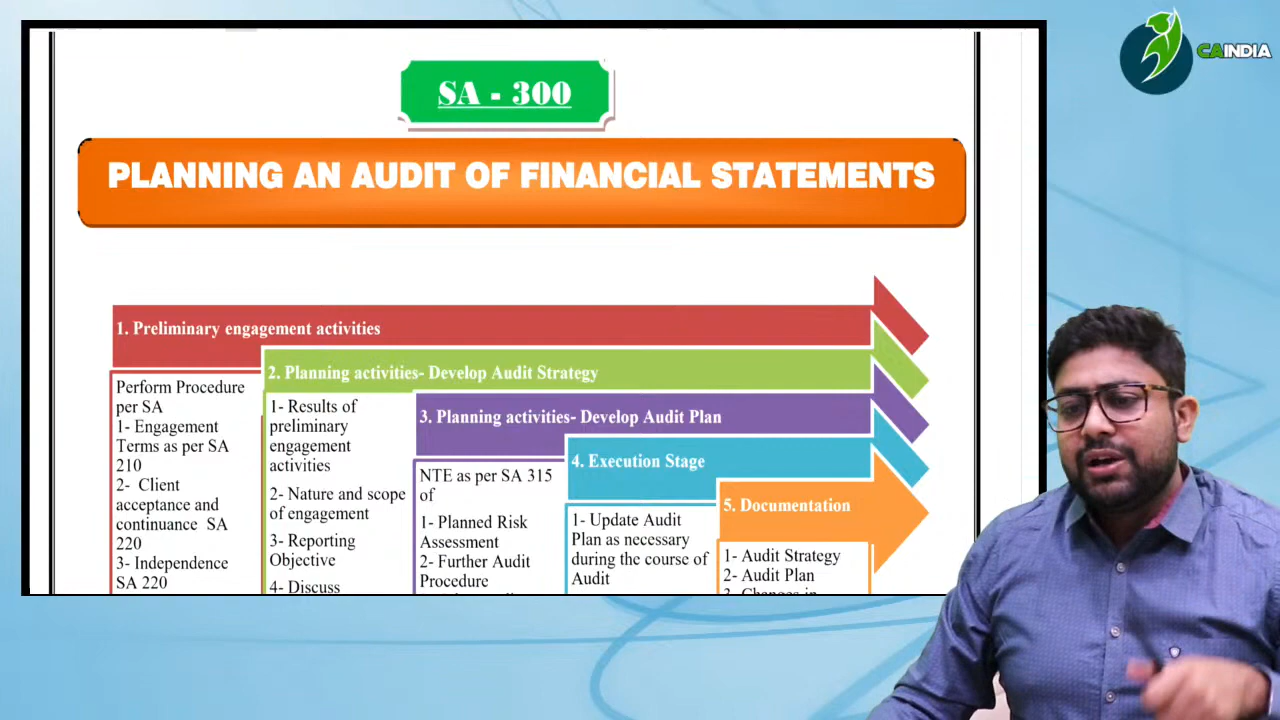 CAINDIA
SA - 300
PLANNING AN AUDIT OF FINANCIAL STATEMENTS
1. Preliminary engagement activities
Perform Procedure
per SA
1- Engagement
Terms as per SA
210
2- Client
acceptance and
continuance SA
220
3- Independence
SA 220
2. Planning activities- Develop Audit Strategy
1- Results of
preliminary
engagement
activities
2- Nature and scope
of engagement
3- Reporting
Objective
4- Discuss
3. Planning activities- Develop Audit Plan
NTE as per SA 315
of
1- Planned Risk
Assessment
2- Further Audit
Procedure
4. Execution Stage
1- Update Audit
Plan as necessary
during the course of
Audit
5. Documentation
1- Audit Strategy
2- Audit Plan
3- Changes in